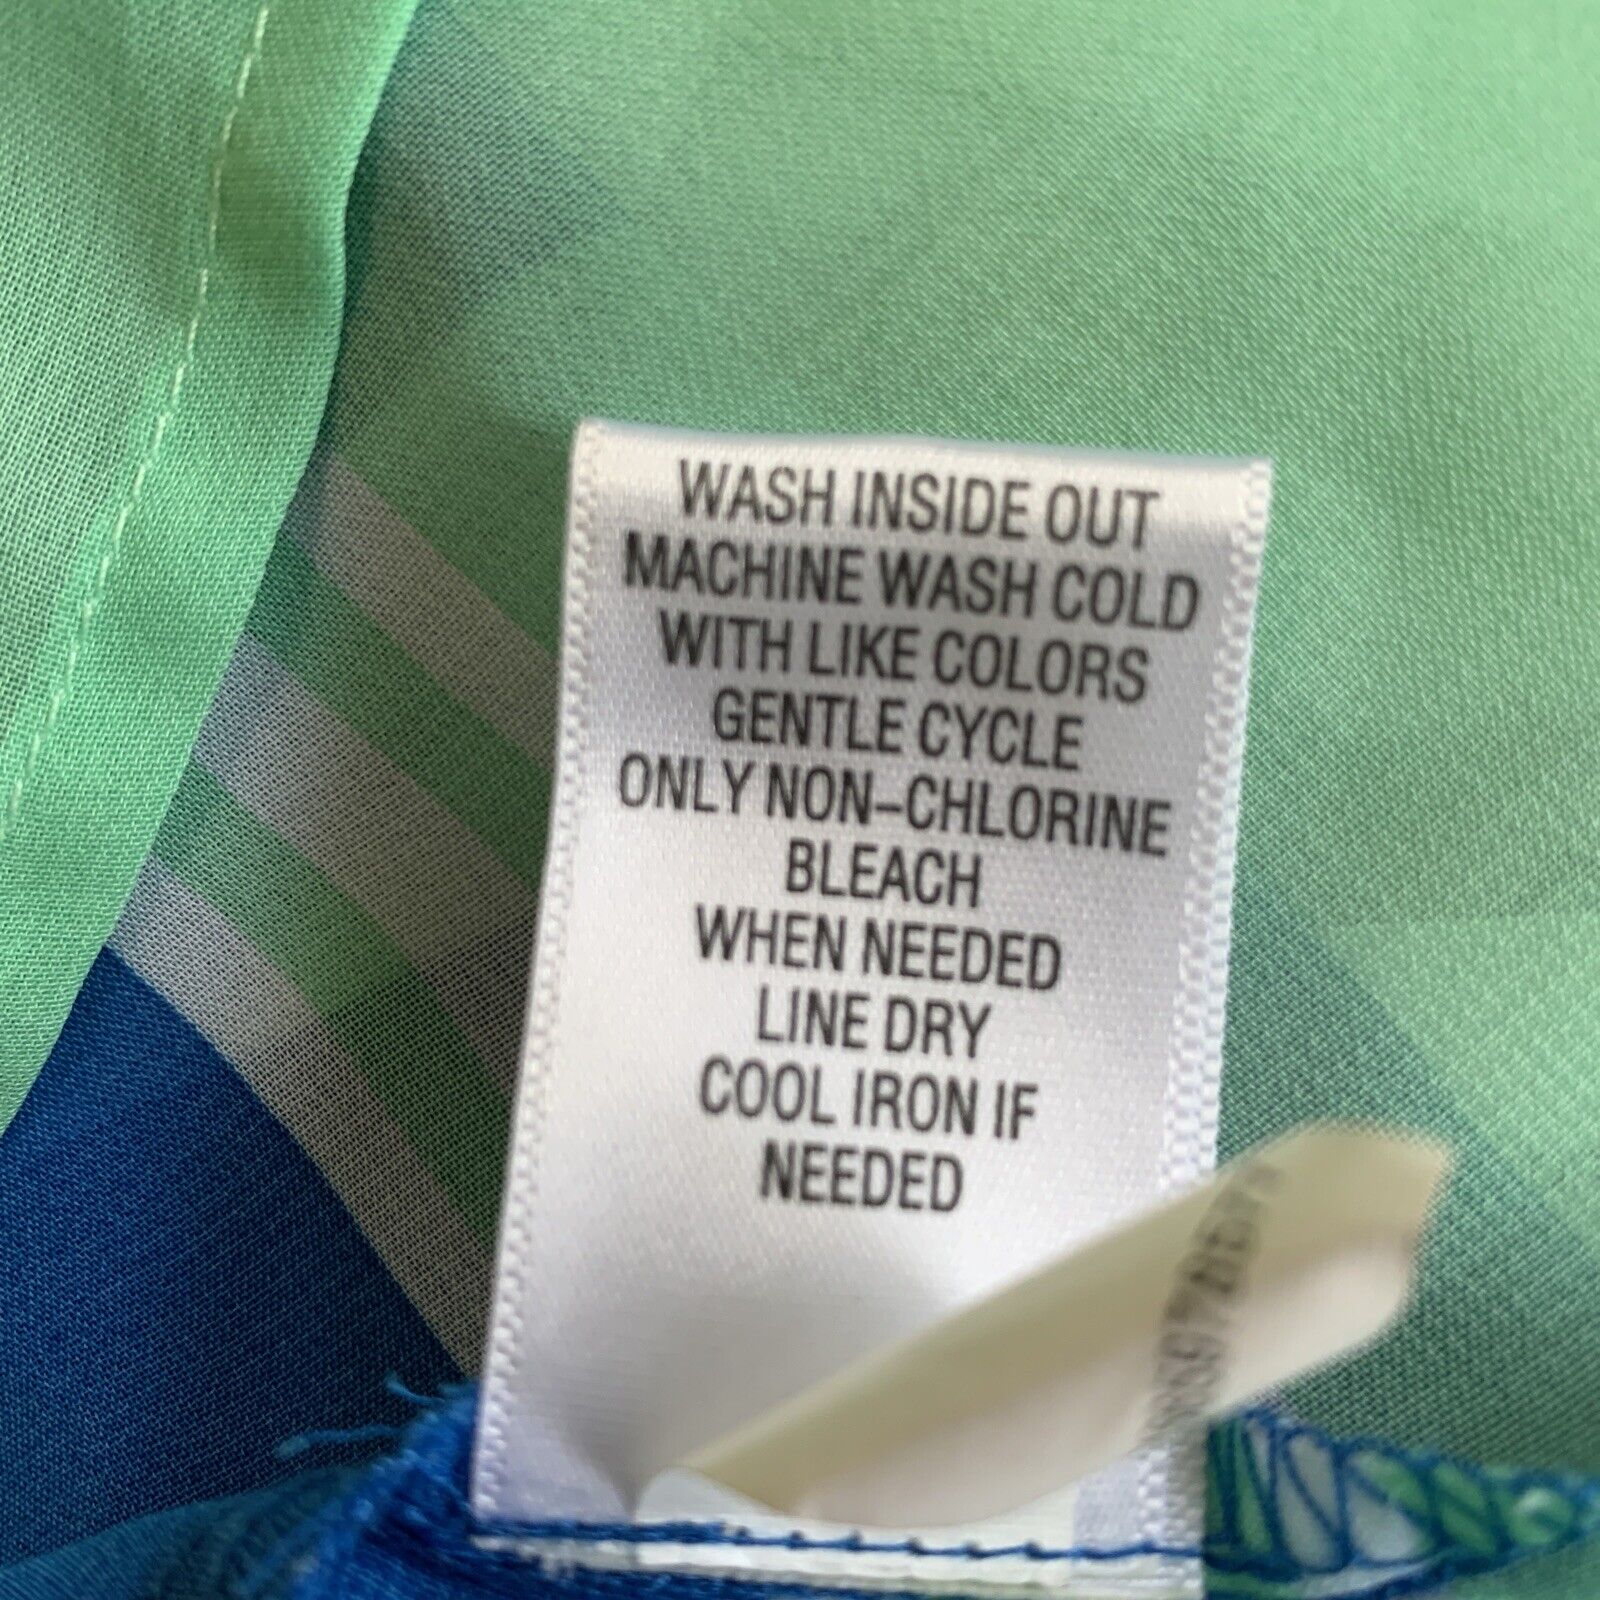 WASH INSIDE OUT
MACHINE WASH COLD
WITH LIKE COLORS
GENTLE CYCLE
ONLY NON-CHLORINE
BLEACH
WHEN NEEDED
LINE DRY
COOL IRON IF
NEEDED